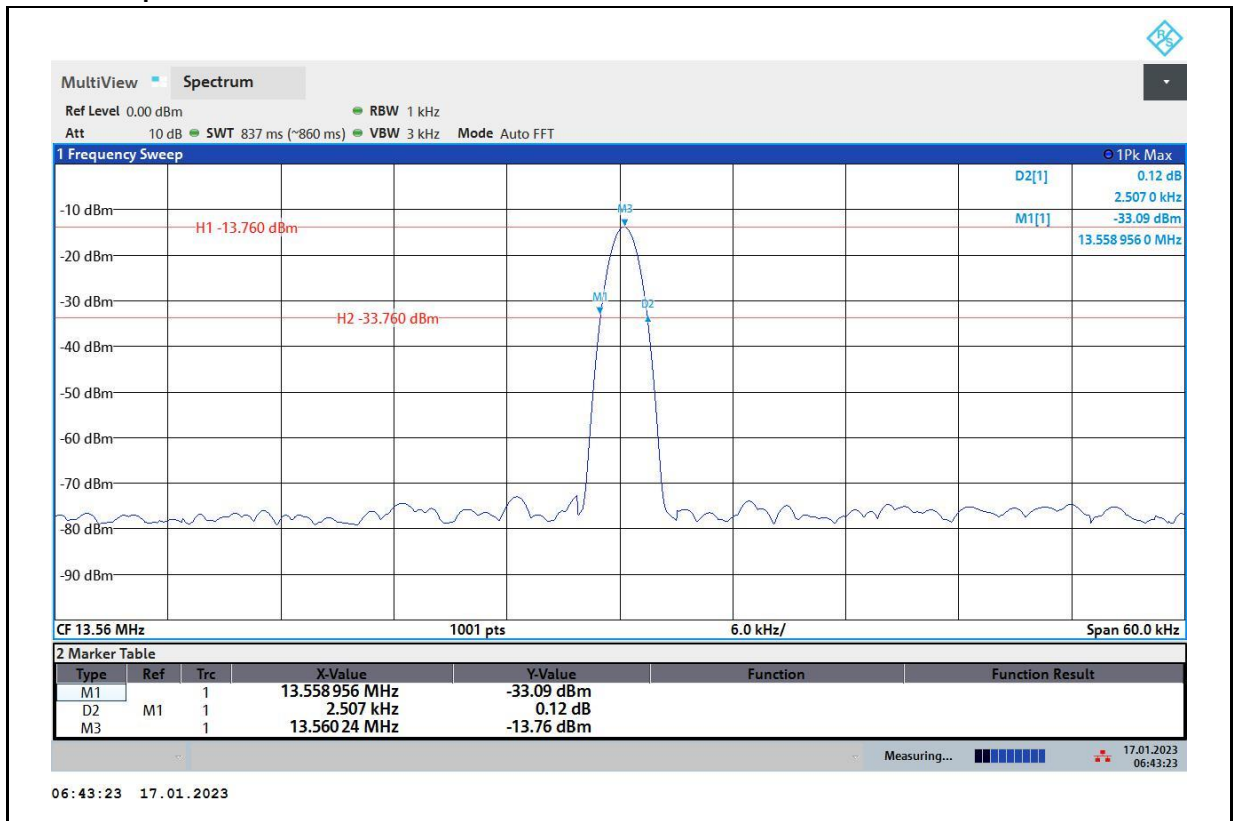 R&S
MultiView Spectrum
Ref Level 0.00 dBm RBW 1 kHz
Att 10 dB SWT 837 ms (~860 ms) VBW 3 kHz Mode Auto FFT
1 Frequency Sweep 1Pk Max
D2[1] 0.12 dB
2.507 0 kHz
M1[1] -33.09 dBm
13.558 956 0 MHz
-10 dBm
M3
H1 -13.760 dBm
-20 dBm
-30 dBm
M1
D2
H2 -33.760 dBm
-40 dBm
-50 dBm
-60 dBm
-70 dBm
-80 dBm
-90 dBm
CF 13.56 MHz 1001 pts 6.0 kHz/ Span 60.0 kHz
2 Marker Table
Type Ref Trc X-Value Y-Value Function Function Result
M1 1 13.558 956 MHz -33.09 dBm
D2 M1 1 2.507 kHz 0.12 dB
M3 1 13.560 24 MHz -13.76 dBm
Measuring... 17.01.2023
06:43:23
06:43:23 17.01.2023